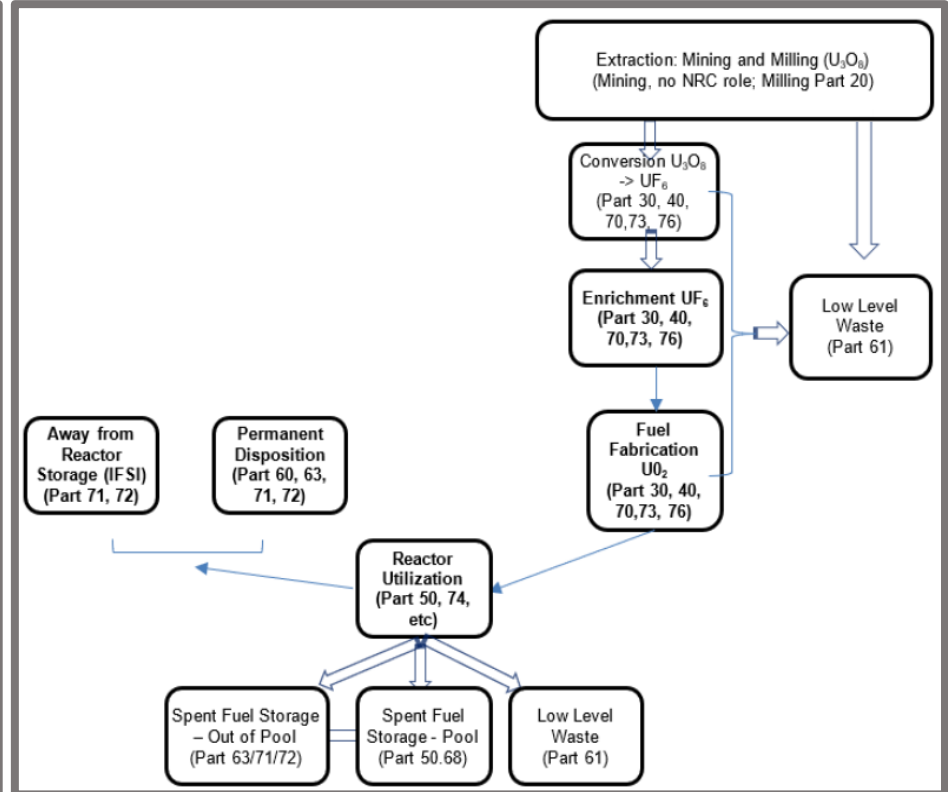 Extraction: Mining and Milling (U₃O₈)
(Mining, no NRC role; Milling Part 20)
Conversion U₃O₈
-> UF₆
(Part 30, 40,
70,73, 76)
Enrichment UF₆
(Part 30, 40,
70,73, 76)
Low Level
Waste
(Part 61)
Away from
Reactor
Storage (IFSI)
(Part 71, 72)
Permanent
Disposition
(Part 60, 63,
71, 72)
Fuel
Fabrication
U0₂
(Part 30, 40,
70,73, 76)
Reactor
Utilization
(Part 50, 74,
etc)
Spent Fuel Storage
– Out of Pool
(Part 63/71/72)
Spent Fuel
Storage - Pool
(Part 50.68)
Low Level
Waste
(Part 61)